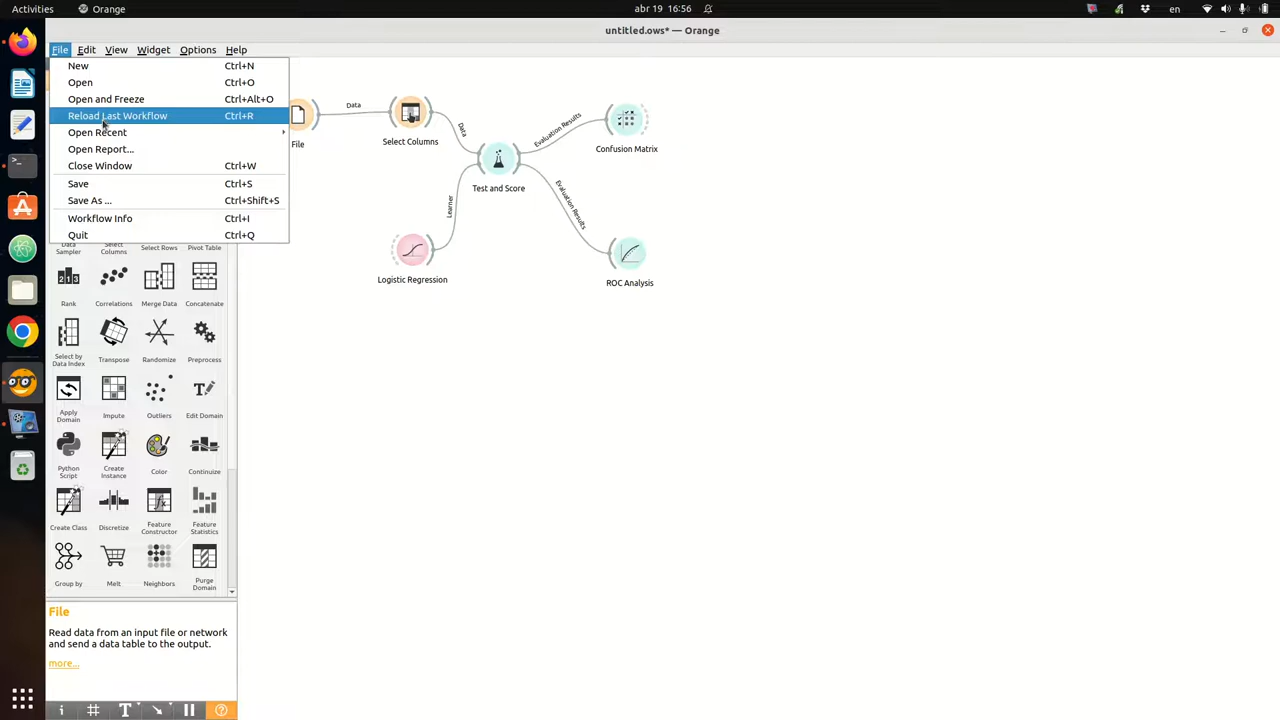 Activities
Orange
abr 19 16:56
en
untitled.ows* — Orange
File Edit View Widget Options Help
New Ctrl+N
Open Ctrl+O
Open and Freeze Ctrl+Alt+O
Reload Last Workflow Ctrl+R
Open Recent
Open Report...
Close Window Ctrl+W
Save Ctrl+S
Save As ... Ctrl+Shift+S
Workflow Info Ctrl+I
Quit Ctrl+Q
File
Data
Select Columns
Data
Test and Score
Learner
Logistic Regression
Evaluation Results
Confusion Matrix
Evaluation Results
ROC Analysis
Data Sampler
Select Columns
Select Rows
Pivot Table
Rank
Correlations
Merge Data
Concatenate
Select by Data Index
Transpose
Randomize
Preprocess
Apply Domain
Impute
Outliers
Edit Domain
Python Script
Create Instance
Color
Continuize
Create Class
Discretize
Feature Constructor
Feature Statistics
Group by
Melt
Neighbors
Purge Domain
File
Read data from an input file or network
and send a data table to the output.
more...